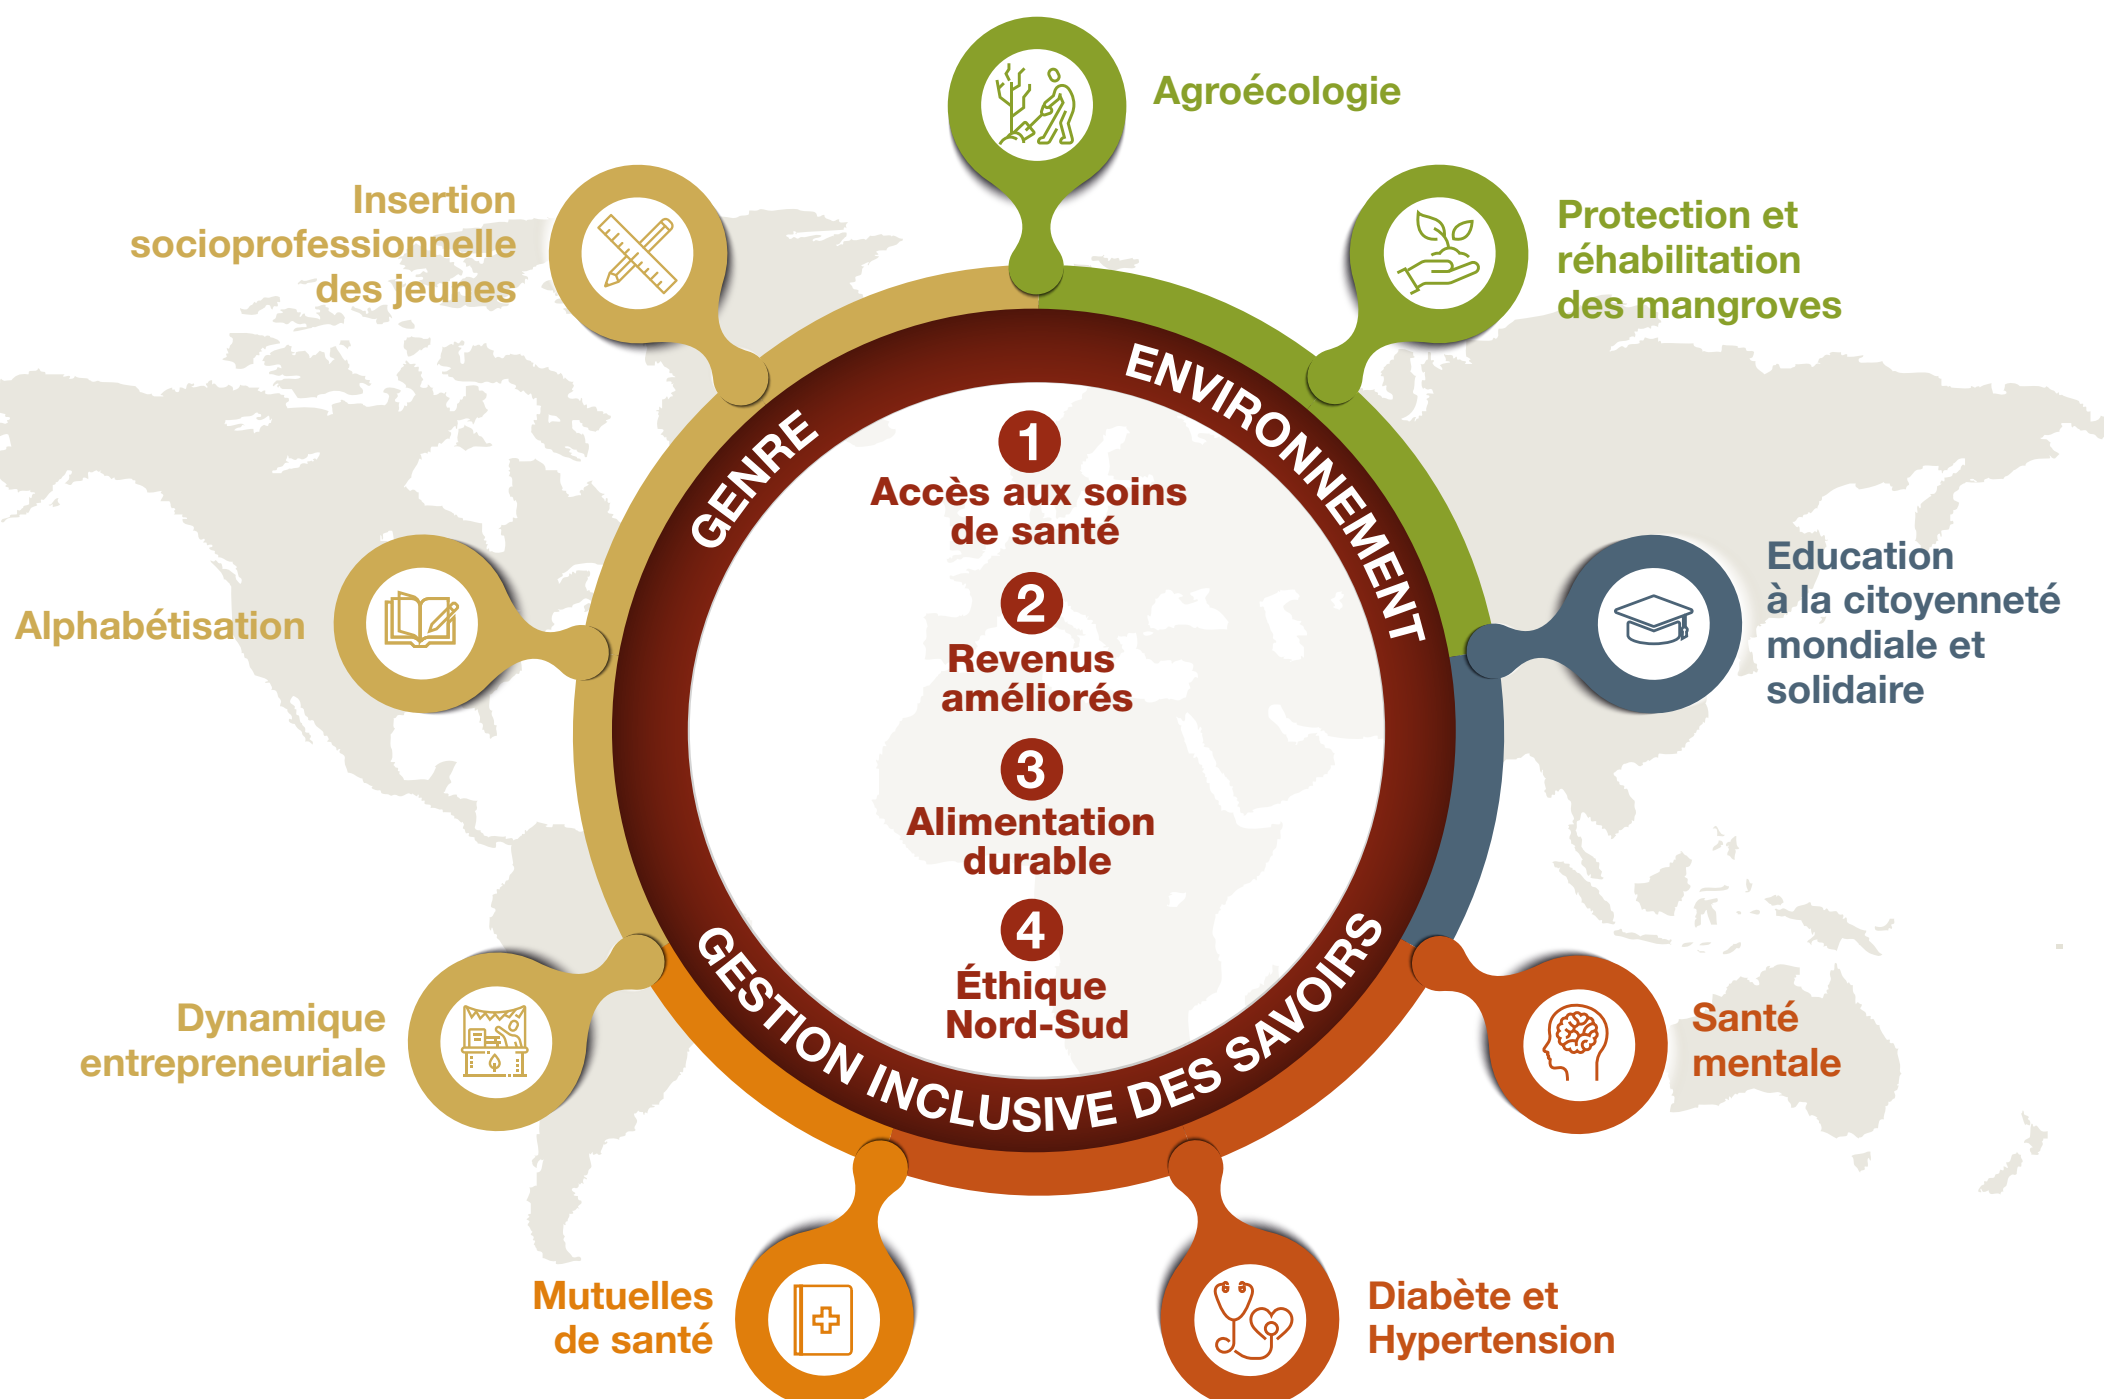 Agroécologie
Protection et
réhabilitation
des mangroves
Education
à la citoyenneté
mondiale et
solidaire
Santé
mentale
Diabète et
Hypertension
Mutuelles
de santé
Dynamique
entrepreneuriale
Alphabétisation
Insertion
socioprofessionnelle
des jeunes
GENRE
ENVIRONNEMENT
GESTION INCLUSIVE DES SAVOIRS
1
Accès aux soins
de santé
2
Revenus
améliorés
3
Alimentation
durable
4
Éthique
Nord-Sud